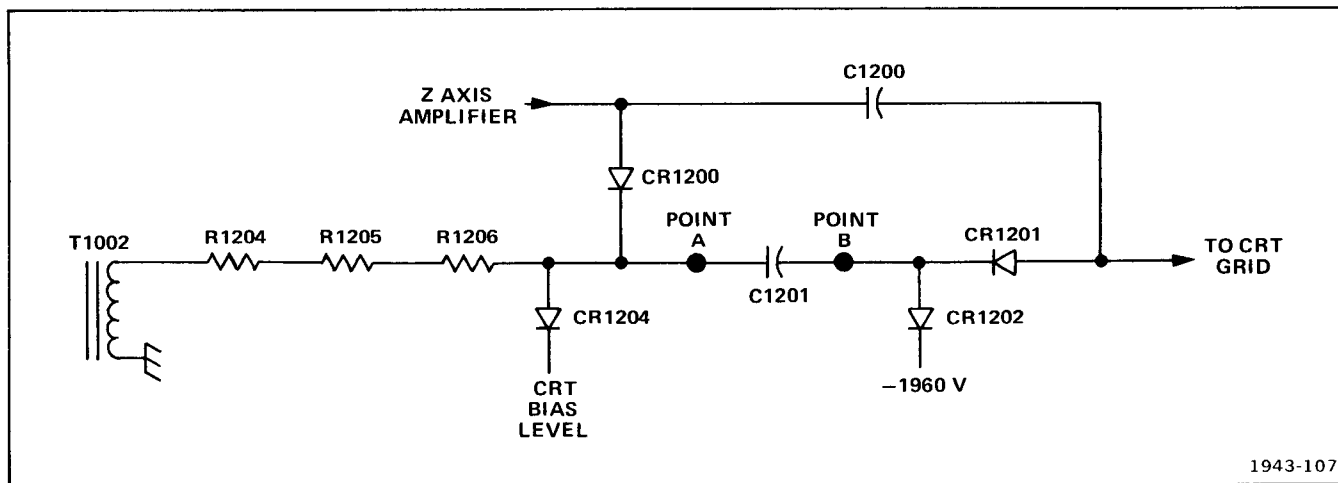 C1200
Z AXIS
AMPLIFIER
CR1200
T1002
R1204
R1205
R1206
POINT
A
POINT
B
CR1201
TO CRT
GRID
C1201
CR1204
CR1202
−1960 V
CRT
BIAS
LEVEL
1943-107